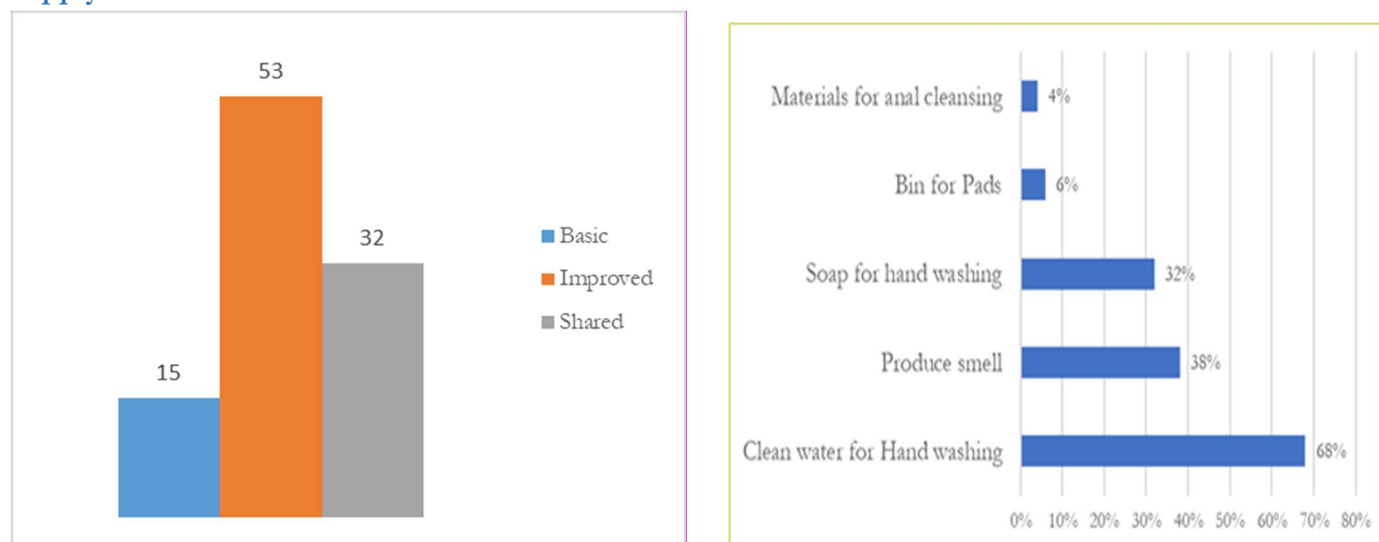 53
32
15
Basic
Improved
Shared
Materials for anal cleansing 4%
Bin for Pads 6%
Soap for hand washing 32%
Produce smell 38%
Clean water for Hand washing 68%
0% 10% 20% 30% 40% 50% 60% 70% 80%